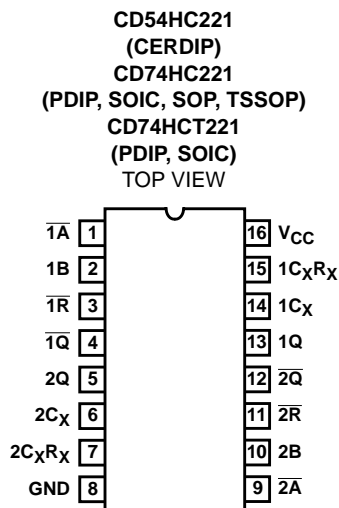 CD54HC221
(CERDIP)
CD74HC221
(PDIP, SOIC, SOP, TSSOP)
CD74HCT221
(PDIP, SOIC)
TOP VIEW
1A̅ 1 16 VCC
1B 2 15 1CXRX
1R̅ 3 14 1CX
1Q̅ 4 13 1Q
2Q 5 12 2Q̅
2CX 6 11 2R̅
2CXRX 7 10 2B
GND 8 9 2A̅